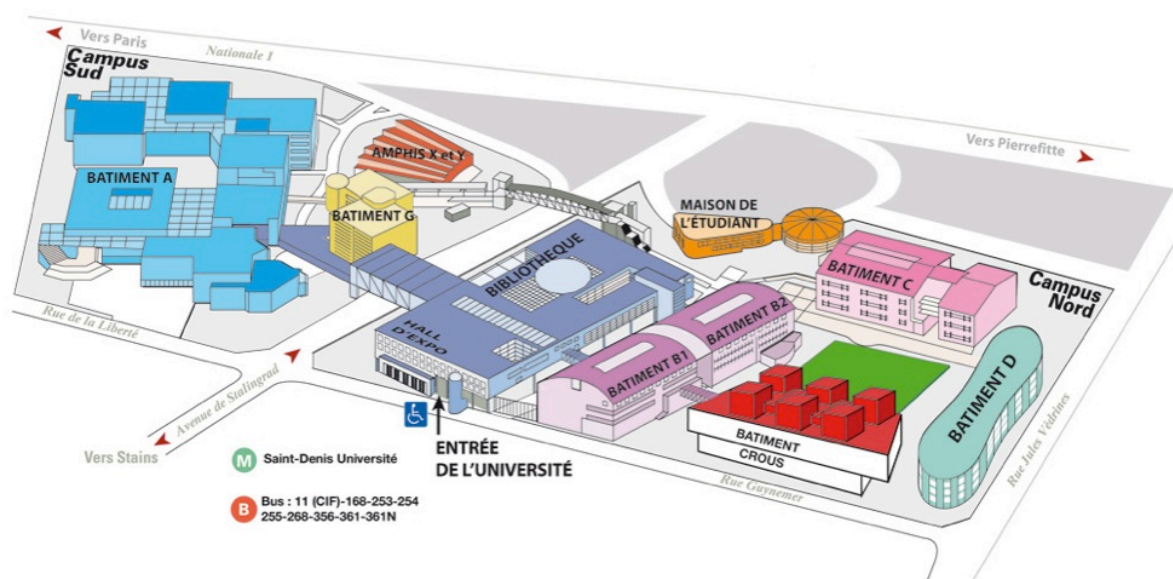 Vers Paris
Nationale 1
Campus
Sud
Vers Pierrefitte
AMPHIS X et Y
BATIMENT A
BATIMENT G
MAISON DE
L'ÉTUDIANT
BIBLIOTHEQUE
BATIMENT C
Campus
Nord
HALL
D'EXPO
BATIMENT B2
BATIMENT B1
BATIMENT D
Rue de la Liberté
Avenue de Stalingrad
BATIMENT
CROUS
Rue Jules Védrines
Vers Stains
ENTRÉE
DE L'UNIVERSITÉ
Rue Guynemer
M Saint-Denis Université
B Bus : 11 (CIF)-168-253-254
255-268-356-361-361N